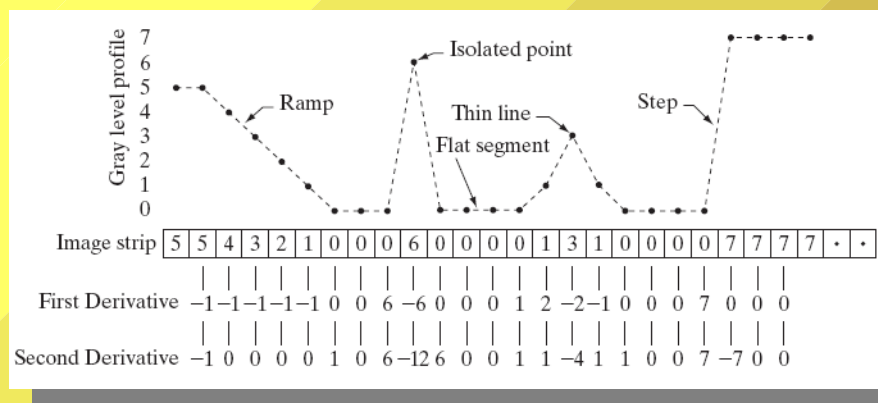 Gray level profile
7
6
5
4
3
2
1
0
Ramp
Isolated point
Thin line
Flat segment
Step
Image strip 5 5 4 3 2 1 0 0 0 6 0 0 0 0 1 3 1 0 0 0 0 7 7 7 7 · ·
First Derivative −1 −1 −1 −1 −1 0 0 6 −6 0 0 0 1 2 −2 −1 0 0 0 7 0 0 0
Second Derivative −1 0 0 0 0 1 0 6 −12 6 0 0 1 1 −4 1 1 0 0 7 −7 0 0